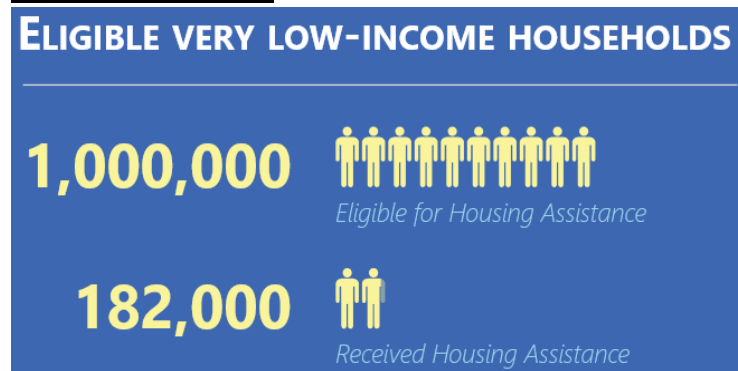 ELIGIBLE VERY LOW-INCOME HOUSEHOLDS
1,000,000
Eligible for Housing Assistance
182,000
Received Housing Assistance